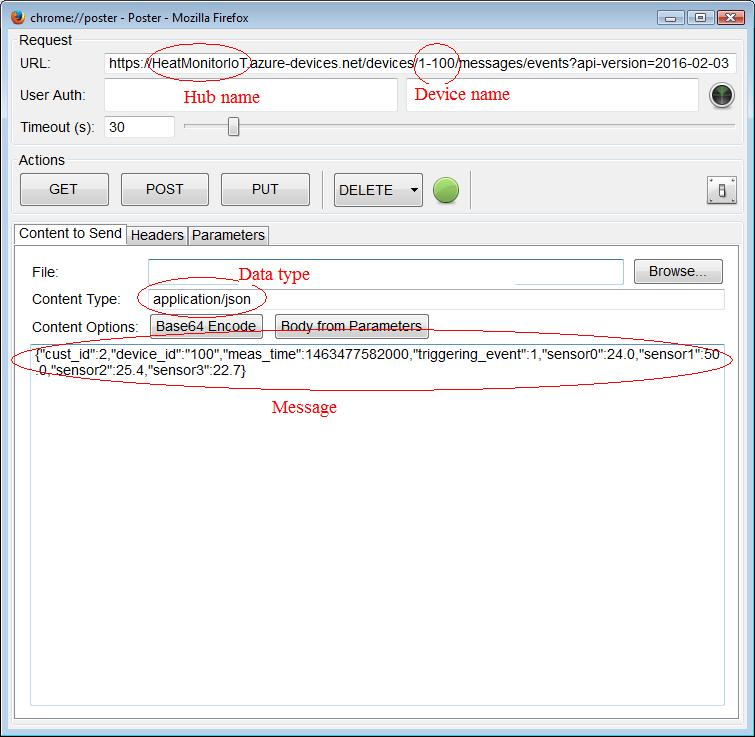 chrome://poster - Poster - Mozilla Firefox
Request
URL: https://HeatMonitorIoT.azure-devices.net/devices/1-100/messages/events?api-version=2016-02-03
User Auth: Hub name Device name
Timeout (s): 30
Actions
GET POST PUT DELETE
Content to Send Headers Parameters
File: Data type Browse...
Content Type: application/json
Content Options: Base64 Encode Body from Parameters
{"cust_id":2,"device_id":"100","meas_time":1463477582000,"triggering_event":1,"sensor0":24.0,"sensor1":50
.0,"sensor2":25.4,"sensor3":22.7}
Message